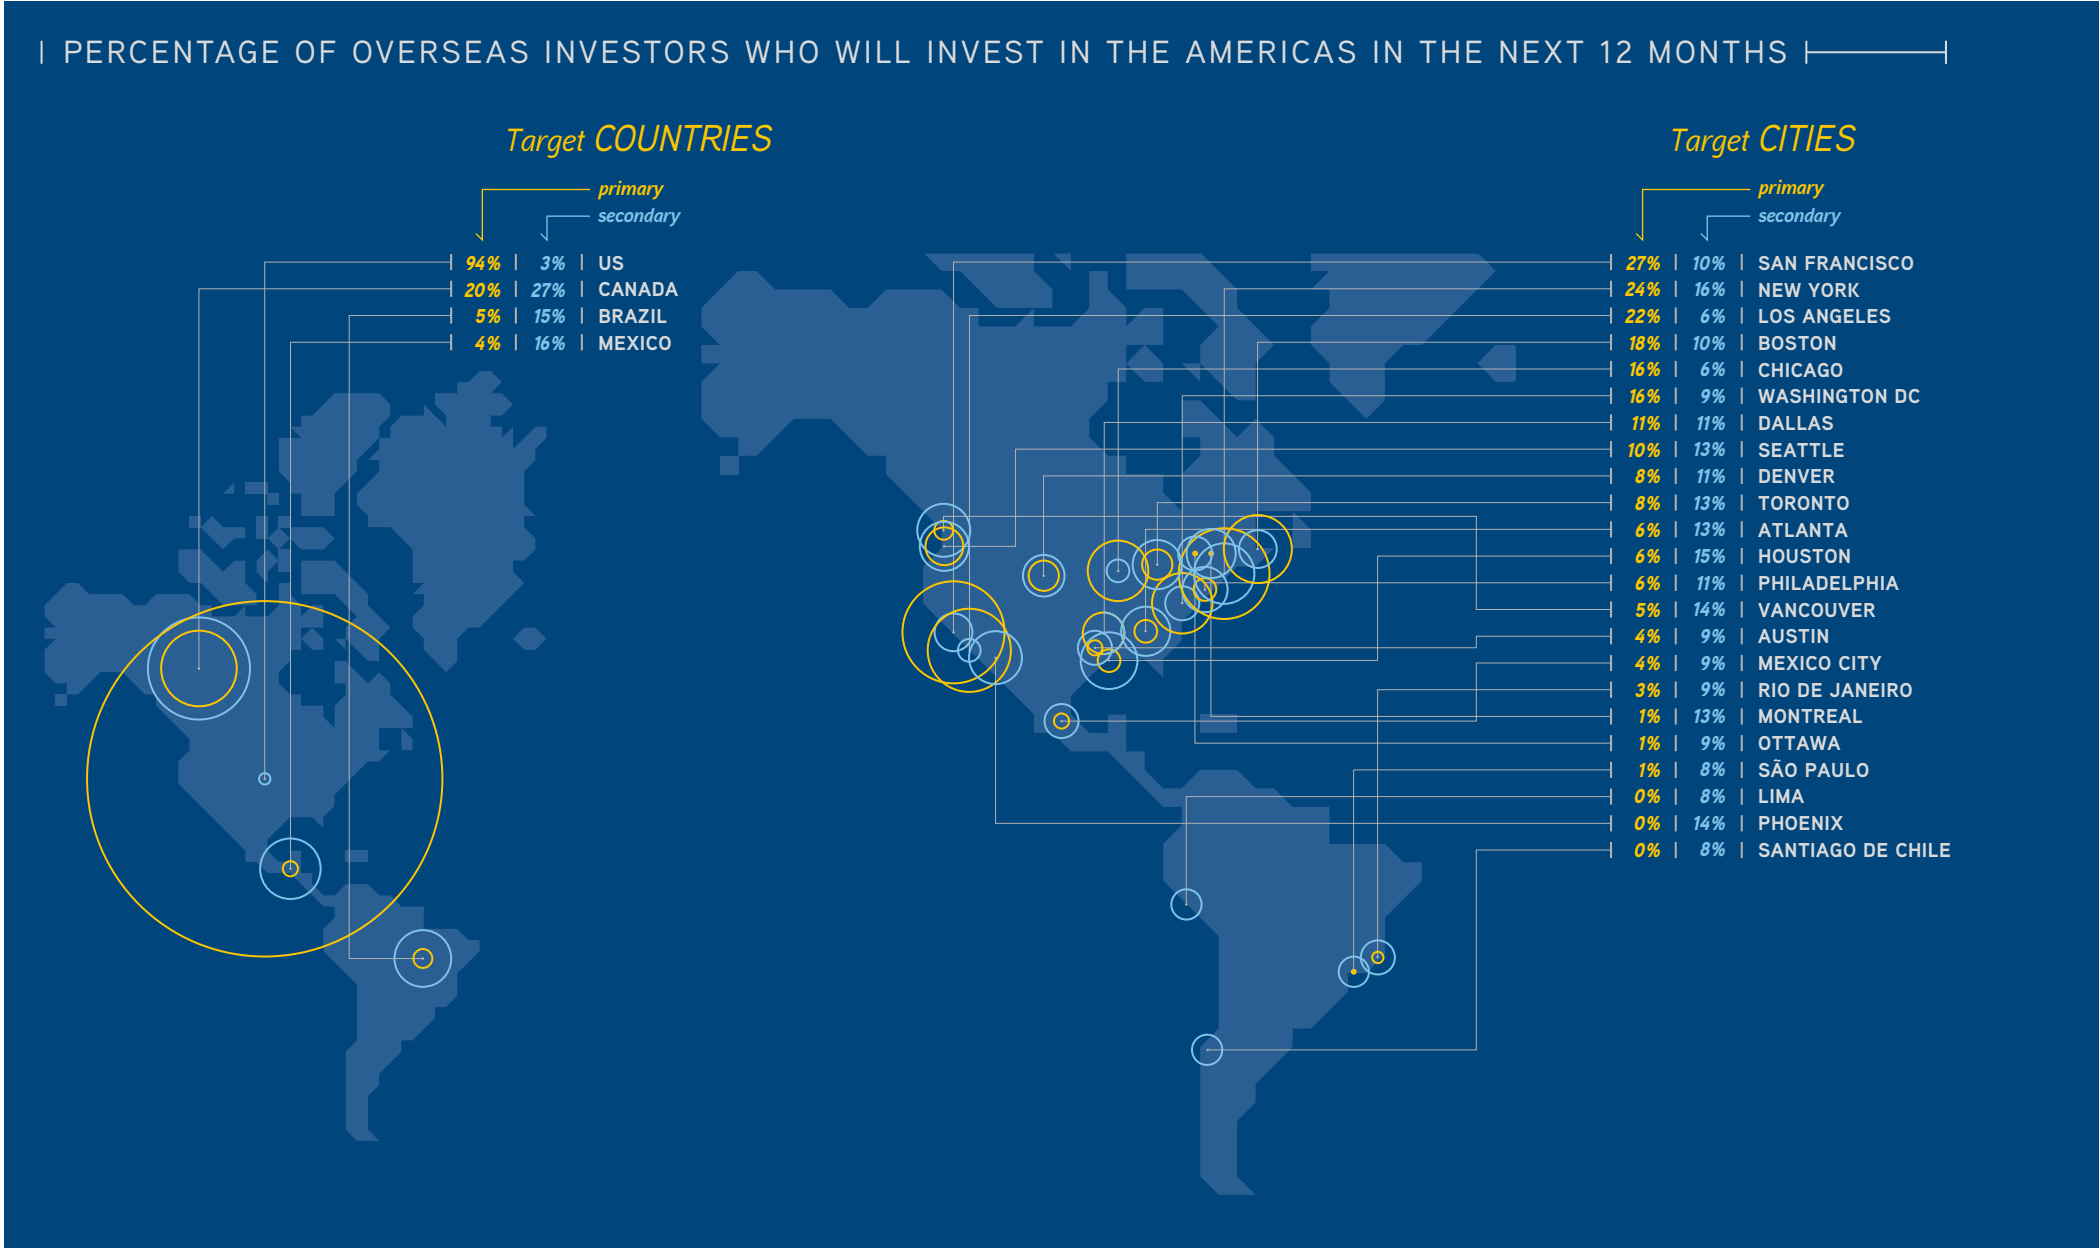 | PERCENTAGE OF OVERSEAS INVESTORS WHO WILL INVEST IN THE AMERICAS IN THE NEXT 12 MONTHS
Target COUNTRIES
primary
secondary
94% | 3% | US
20% | 27% | CANADA
5% | 15% | BRAZIL
4% | 16% | MEXICO
Target CITIES
primary
secondary
27% | 10% | SAN FRANCISCO
24% | 16% | NEW YORK
22% | 6% | LOS ANGELES
18% | 10% | BOSTON
16% | 6% | CHICAGO
16% | 9% | WASHINGTON DC
11% | 11% | DALLAS
10% | 13% | SEATTLE
8% | 11% | DENVER
8% | 13% | TORONTO
6% | 13% | ATLANTA
6% | 15% | HOUSTON
6% | 11% | PHILADELPHIA
5% | 14% | VANCOUVER
4% | 9% | AUSTIN
4% | 9% | MEXICO CITY
3% | 9% | RIO DE JANEIRO
1% | 13% | MONTREAL
1% | 9% | OTTAWA
1% | 8% | SÃO PAULO
0% | 8% | LIMA
0% | 14% | PHOENIX
0% | 8% | SANTIAGO DE CHILE